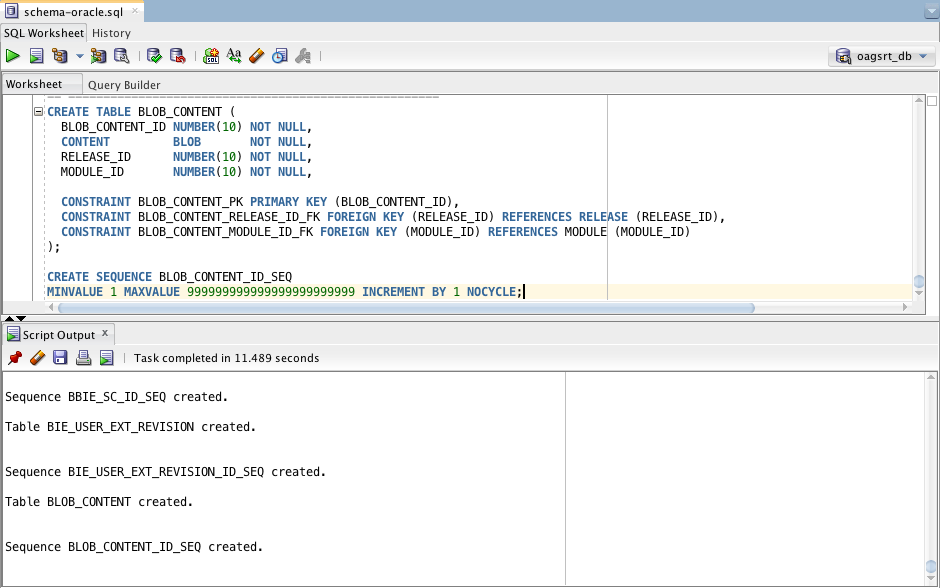 schema-oracle.sql
SQL Worksheet History
oagsrt_db
Worksheet Query Builder
CREATE TABLE BLOB_CONTENT (
BLOB_CONTENT_ID NUMBER(10) NOT NULL,
CONTENT BLOB NOT NULL,
RELEASE_ID NUMBER(10) NOT NULL,
MODULE_ID NUMBER(10) NOT NULL,
CONSTRAINT BLOB_CONTENT_PK PRIMARY KEY (BLOB_CONTENT_ID),
CONSTRAINT BLOB_CONTENT_RELEASE_ID_FK FOREIGN KEY (RELEASE_ID) REFERENCES RELEASE (RELEASE_ID),
CONSTRAINT BLOB_CONTENT_MODULE_ID_FK FOREIGN KEY (MODULE_ID) REFERENCES MODULE (MODULE_ID)
);
CREATE SEQUENCE BLOB_CONTENT_ID_SEQ
MINVALUE 1 MAXVALUE 999999999999999999999999 INCREMENT BY 1 NOCYCLE;
Script Output
Task completed in 11.489 seconds
Sequence BBIE_SC_ID_SEQ created.
Table BIE_USER_EXT_REVISION created.
Sequence BIE_USER_EXT_REVISION_ID_SEQ created.
Table BLOB_CONTENT created.
Sequence BLOB_CONTENT_ID_SEQ created.